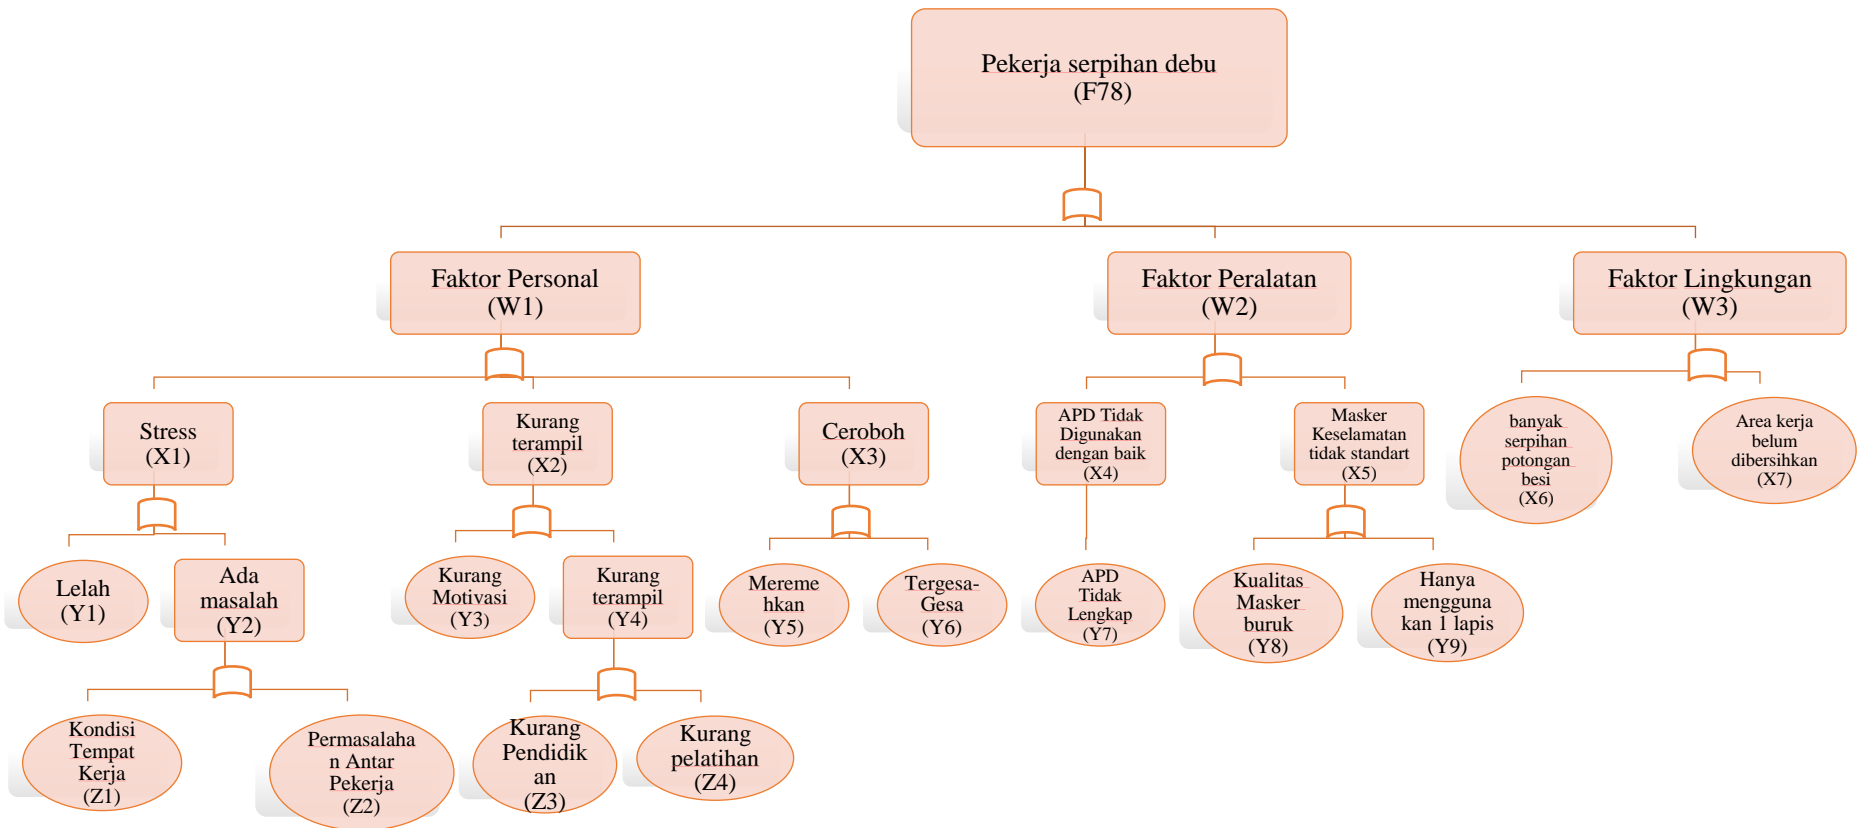 Pekerja serpihan debu
(F78)
Faktor Personal
(W1)
Faktor Peralatan
(W2)
Faktor Lingkungan
(W3)
Stress
(X1)
Kurang
terampil
(X2)
Ceroboh
(X3)
APD Tidak
Digunakan
dengan baik
(X4)
Masker
Keselamatan
tidak standart
(X5)
banyak
serpihan
potongan
besi
(X6)
Area kerja
belum
dibersihkan
(X7)
Lelah
(Y1)
Ada
masalah
(Y2)
Kurang
Motivasi
(Y3)
Kurang
terampil
(Y4)
Mereme
hkan
(Y5)
Tergesa-
Gesa
(Y6)
APD
Tidak
Lengkap
(Y7)
Kualitas
Masker
buruk
(Y8)
Hanya
mengguna
kan 1 lapis
(Y9)
Kondisi
Tempat
Kerja
(Z1)
Permasalaha
n Antar
Pekerja
(Z2)
Kurang
Pendidik
an
(Z3)
Kurang
pelatihan
(Z4)